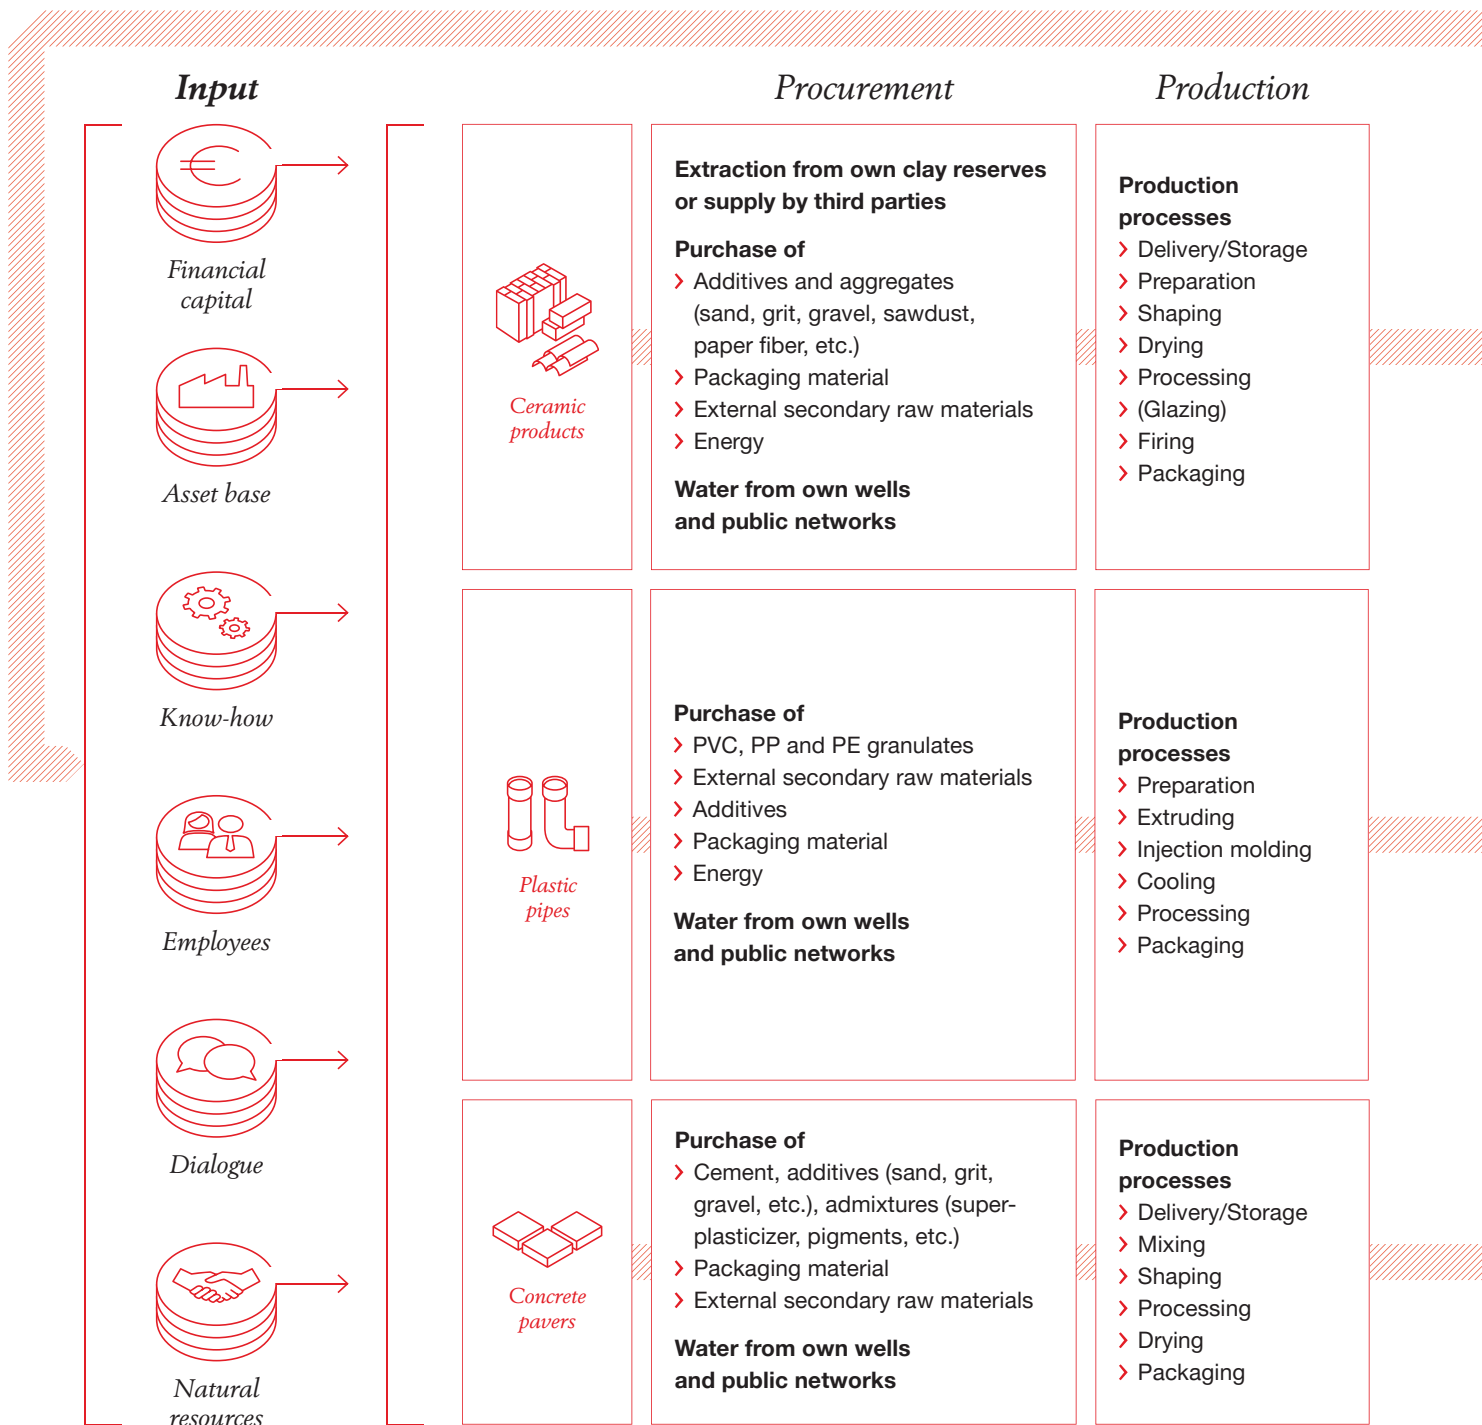 Input
Procurement
Production
Financial
capital
Asset base
Know-how
Employees
Dialogue
Natural
resources
Ceramic
products
Extraction from own clay reserves
or supply by third parties
Purchase of
Additives and aggregates
(sand, grit, gravel, sawdust,
paper fiber, etc.)
Packaging material
External secondary raw materials
Energy
Water from own wells
and public networks
Production
processes
Delivery/Storage
Preparation
Shaping
Drying
Processing
(Glazing)
Firing
Packaging
Plastic
pipes
Purchase of
PVC, PP and PE granulates
External secondary raw materials
Additives
Packaging material
Energy
Water from own wells
and public networks
Production
processes
Preparation
Extruding
Injection molding
Cooling
Processing
Packaging
Concrete
pavers
Purchase of
Cement, additives (sand, grit,
gravel, etc.), admixtures (super-
plasticizer, pigments, etc.)
Packaging material
External secondary raw materials
Water from own wells
and public networks
Production
processes
Delivery/Storage
Mixing
Shaping
Processing
Drying
Packaging